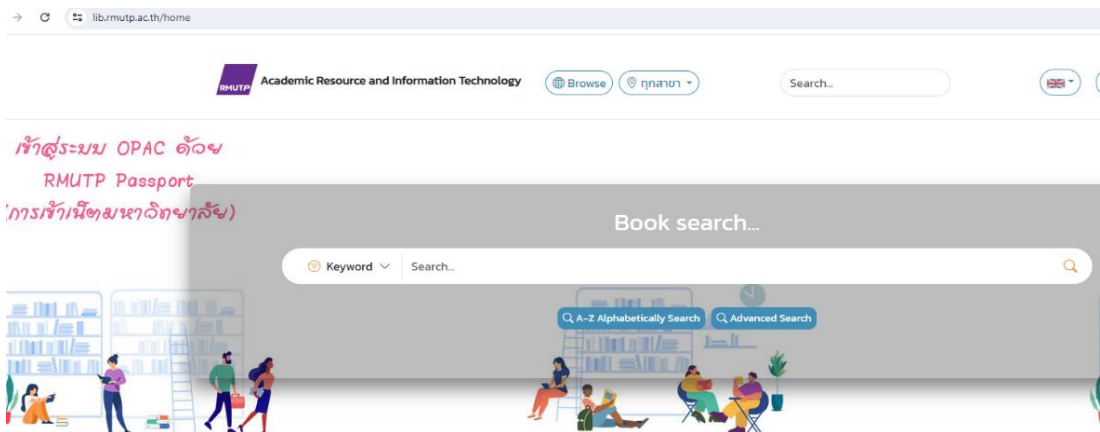 lib.rmutp.ac.th/home
RMUTP Academic Resource and Information Technology Browse ทุกสาขา Search...
เข้าสู่ระบบ OPAC ด้วย
RMUTP Passport
(การเข้าเน็ตมหาวิทยาลัย)
Book search...
Keyword Search...
A-Z Alphabetically Search Advanced Search